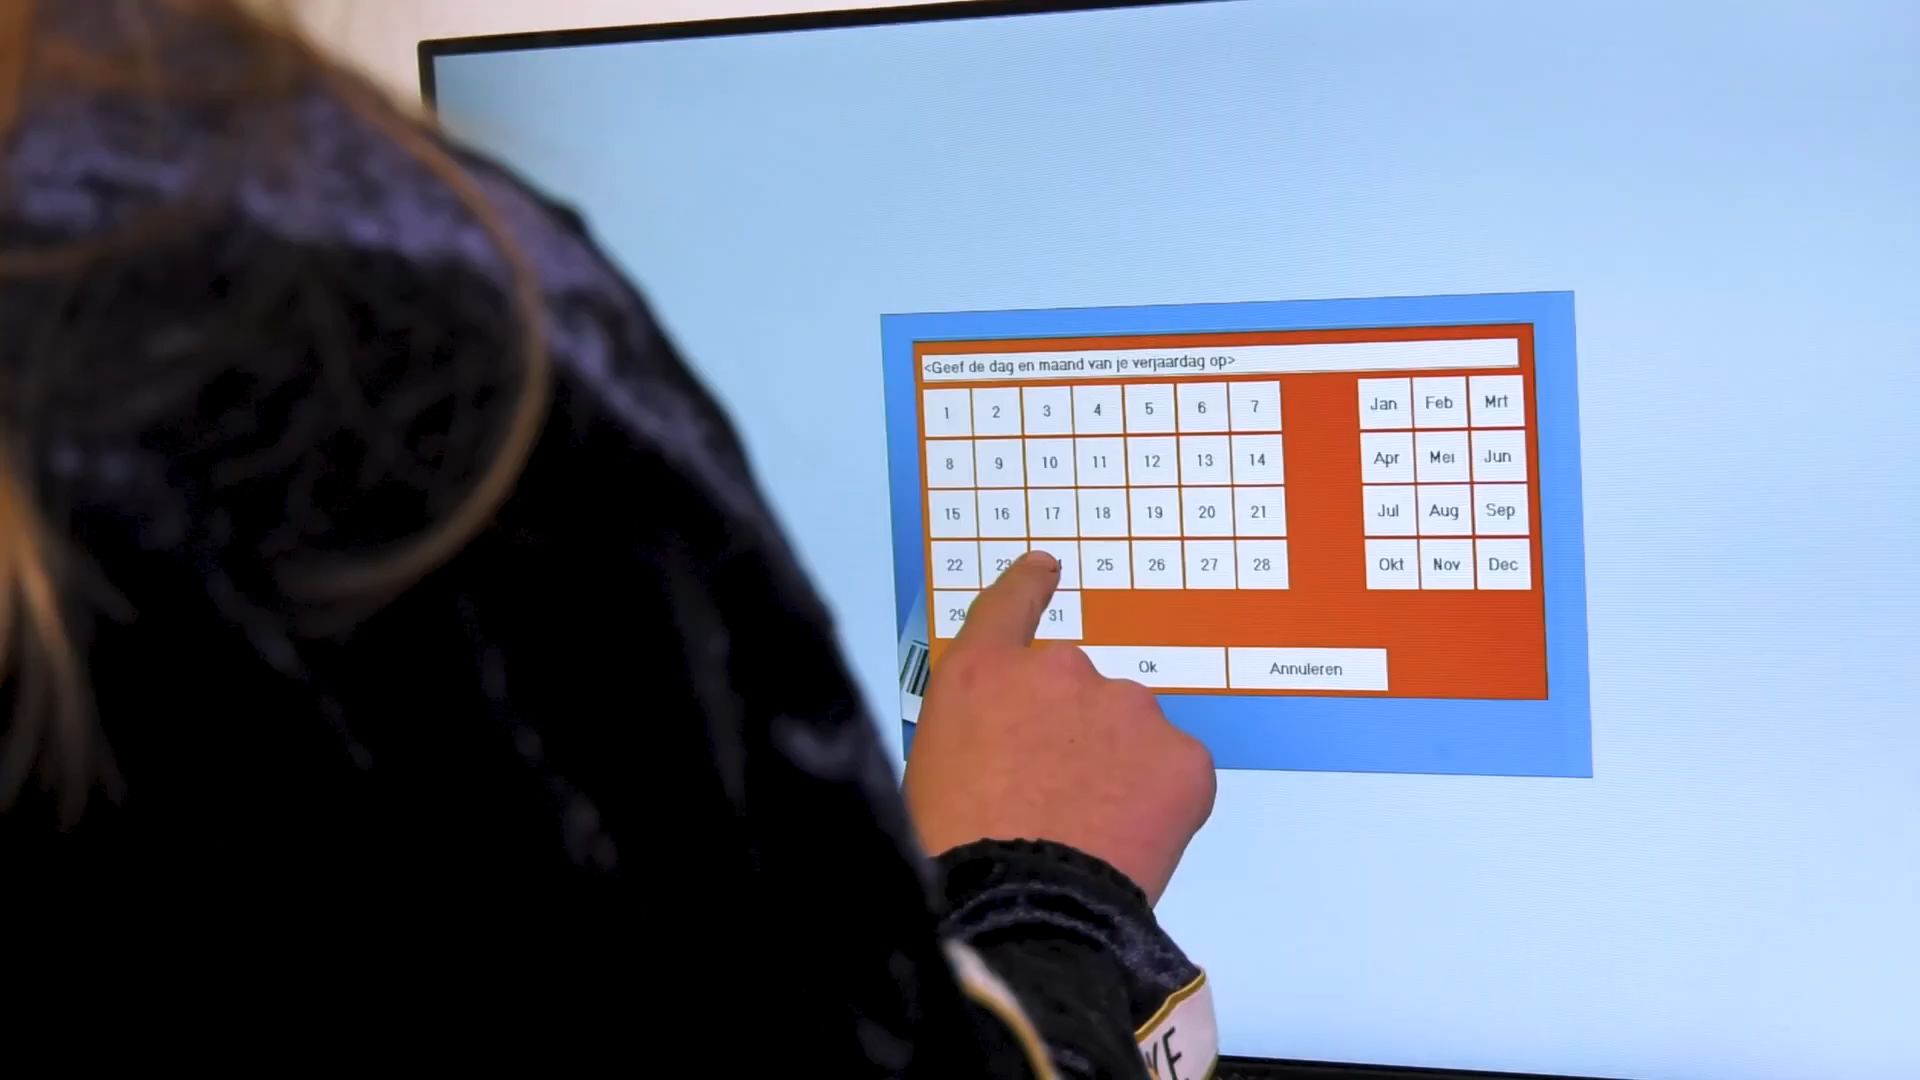 <Geef de dag en maand van je verjaardag op>
1 2 3 4 5 6 7 Jan Feb Mrt
8 9 10 11 12 13 14 Apr Mei Jun
15 16 17 18 19 20 21 Jul Aug Sep
22 23 25 26 27 28 Okt Nov Dec
29 31
Ok Annuleren